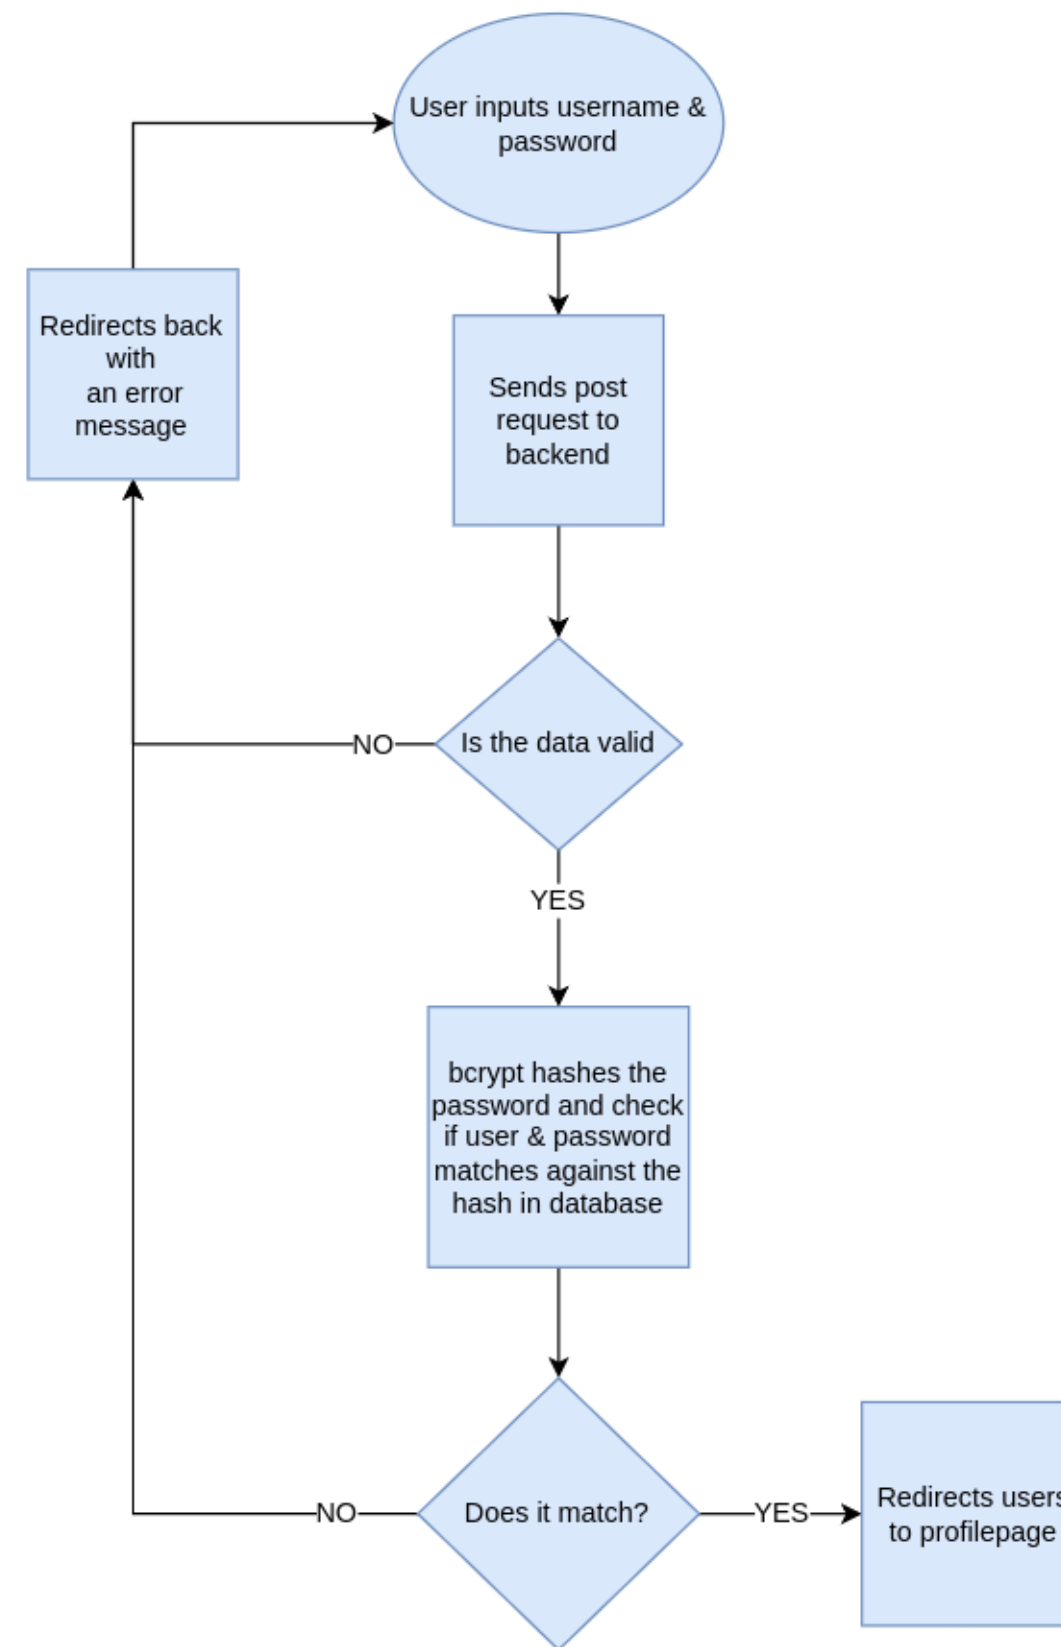 User inputs username &
password
Redirects back
with
an error
message
Sends post
request to
backend
NO
Is the data valid
YES
bcrypt hashes the
password and check
if user & password
matches against the
hash in database
NO
Does it match?
YES
Redirects users
to profilepage